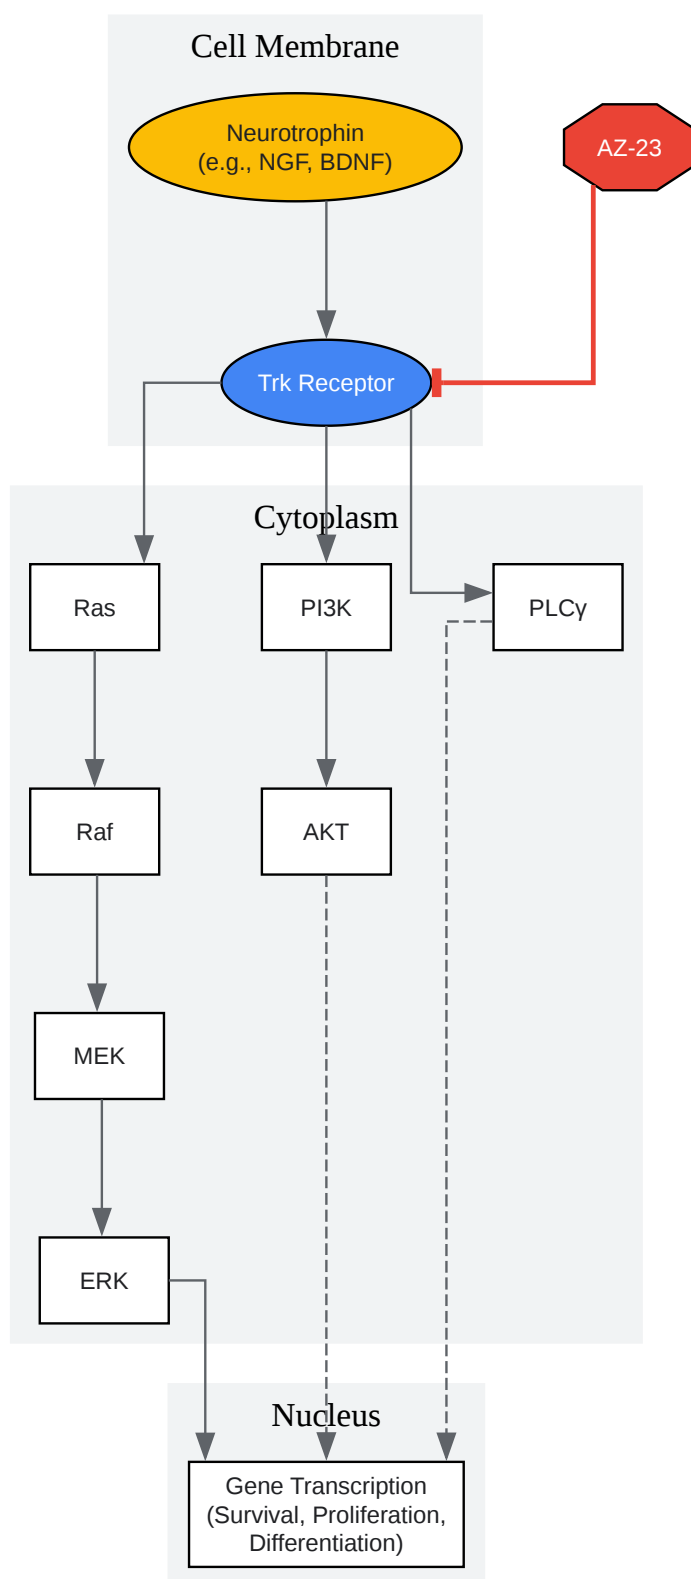 Cell Membrane
Neurotrophin
(e.g., NGF, BDNF)
AZ-23
Trk Receptor
Cytoplasm
Ras
PI3K
PLCγ
Raf
AKT
MEK
ERK
Nucleus
Gene Transcription
(Survival, Proliferation,
Differentiation)